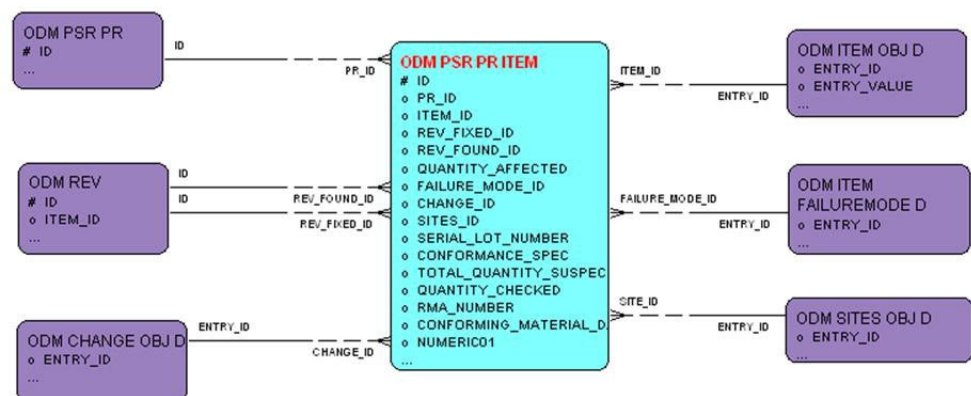 ODM PSR PR
# ID
...
ID
PR_ID
ODM REV
# ID
o ITEM_ID
...
ID
REV_FOUND_ID
ID
REV_FIXED_ID
ODM CHANGE OBJ D
o ENTRY_ID
...
ENTRY_ID
CHANGE_ID
ODM PSR PR ITEM
# ID
o PR_ID
o ITEM_ID
o REV_FIXED_ID
o REV_FOUND_ID
o QUANTITY_AFFECTED
o FAILURE_MODE_ID
o CHANGE_ID
o SITES_ID
o SERIAL_LOT_NUMBER
o CONFORMANCE_SPEC
o TOTAL_QUANTITY_SUSPEC
o QUANTITY_CHECKED
o RMA_NUMBER
o CONFORMING_MATERIAL_D.
o NUMERIC01
...
ITEM_ID
ENTRY_ID
ODM ITEM OBJ D
o ENTRY_ID
o ENTRY_VALUE
...
FAILURE_MODE_ID
ENTRY_ID
ODM ITEM
FAILUREMODE D
o ENTRY_ID
...
SITE_ID
ENTRY_ID
ODM SITES OBJ D
o ENTRY_ID
...